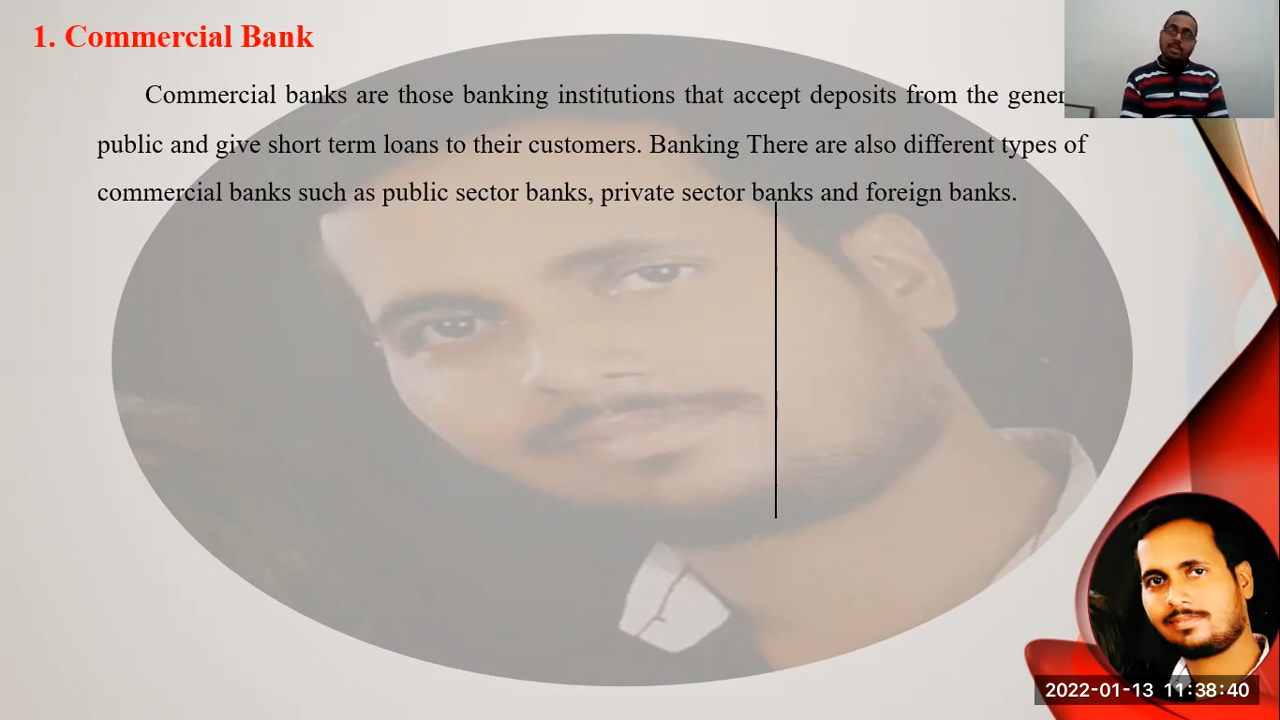 1. Commercial Bank
Commercial banks are those banking institutions that accept deposits from the gener
public and give short term loans to their customers. Banking There are also different types of
commercial banks such as public sector banks, private sector banks and foreign banks.
2022-01-13 11:38:40